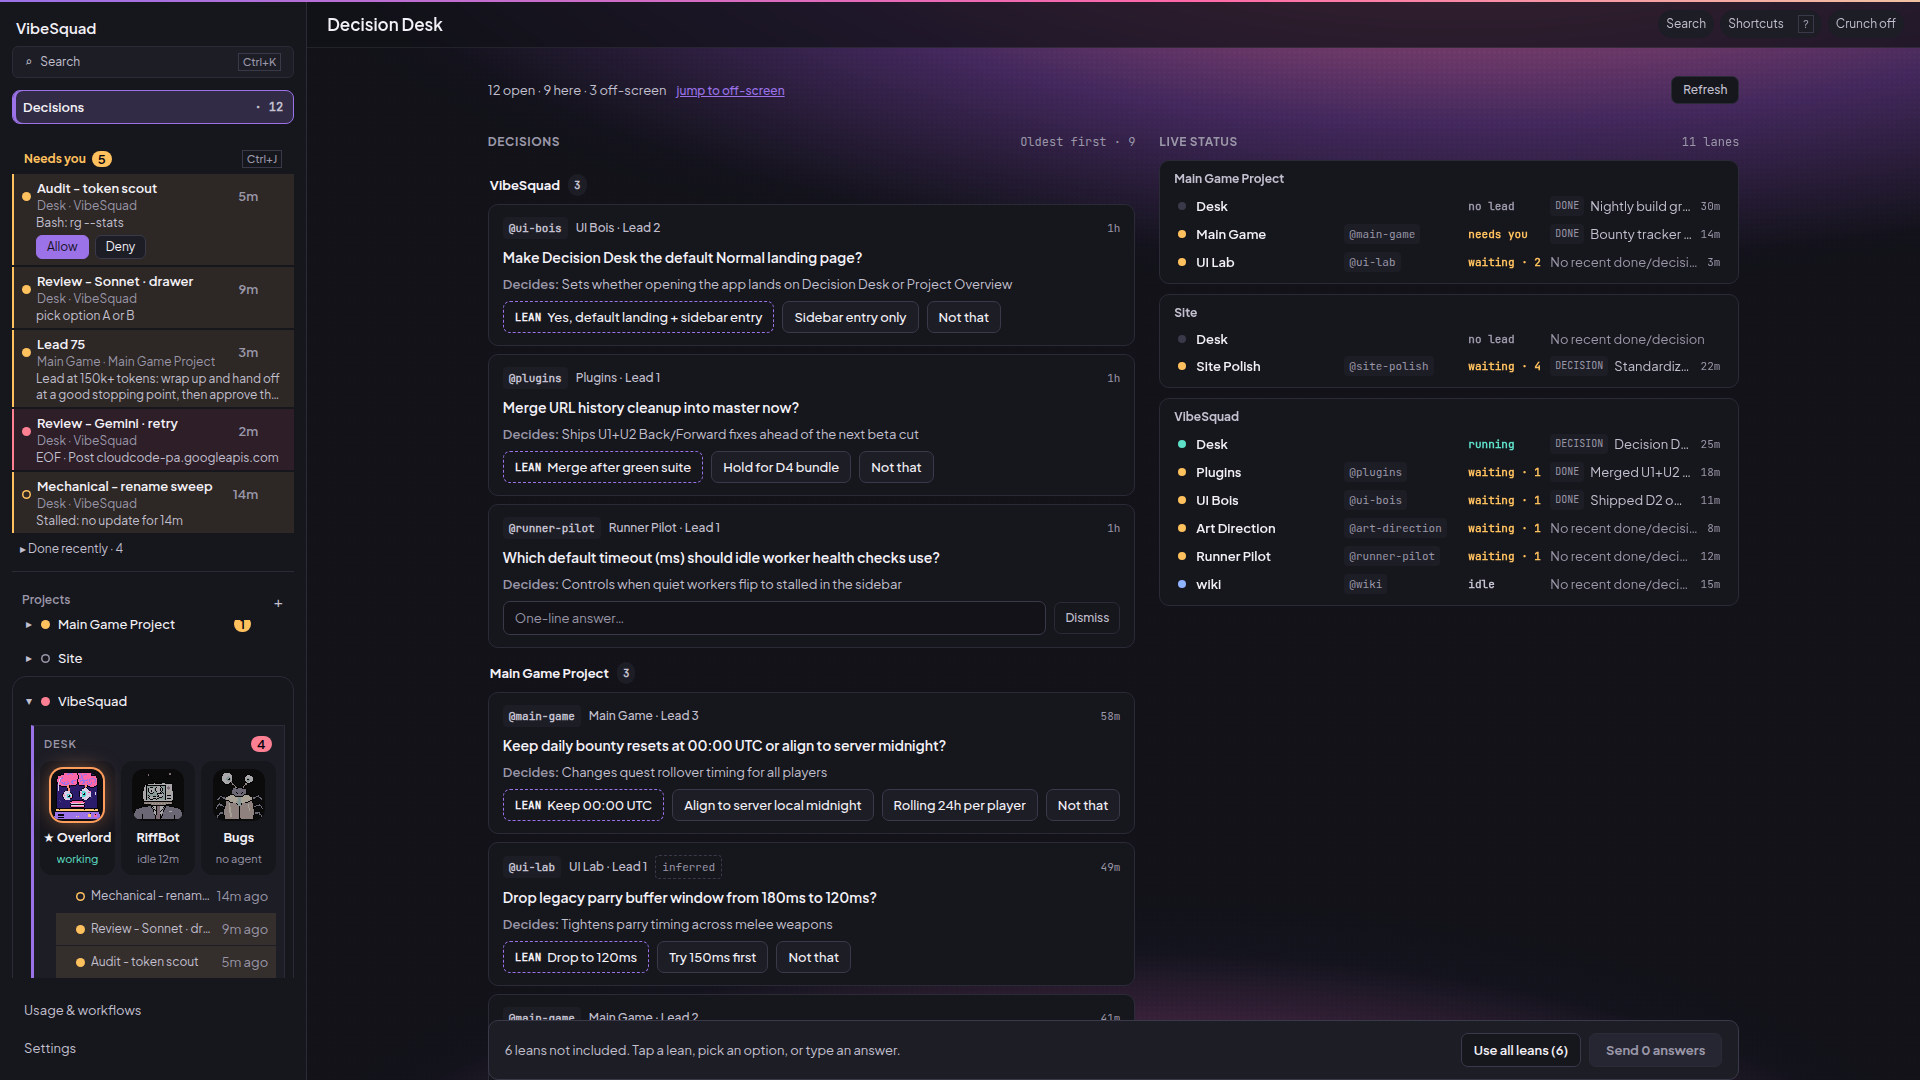 VibeSquad
Search Ctrl+K
Decisions · 12
Needs you 5 Ctrl+J
Audit - token scout 5m
Desk · VibeSquad
Bash: rg --stats
Allow Deny
Review - Sonnet · drawer 9m
Desk · VibeSquad
pick option A or B
Lead 75 3m
Main Game · Main Game Project
Lead at 150k+ tokens: wrap up and hand off
at a good stopping point, then approve th...
Review - Gemini · retry 2m
Desk · VibeSquad
EOF · Post cloudcode-pa.googleapis.com
Mechanical - rename sweep 14m
Desk · VibeSquad
Stalled: no update for 14m
▸ Done recently · 4
Projects +
▸ Main Game Project 1
▸ Site
▾ VibeSquad
DESK 4
★ Overlord RiffBot Bugs
working idle 12m no agent
Mechanical - renam... 14m ago
Review - Sonnet · dr... 9m ago
Audit - token scout 5m ago
Usage & workflows
Settings
Decision Desk
Search Shortcuts ? Crunch off
12 open · 9 here · 3 off-screen jump to off-screen
Refresh
DECISIONS Oldest first · 9
VibeSquad 3
@ui-bois UI Bois · Lead 2 1h
Make Decision Desk the default Normal landing page?
Decides: Sets whether opening the app lands on Decision Desk or Project Overview
LEAN Yes, default landing + sidebar entry Sidebar entry only Not that
@plugins Plugins · Lead 1 1h
Merge URL history cleanup into master now?
Decides: Ships U1+U2 Back/Forward fixes ahead of the next beta cut
LEAN Merge after green suite Hold for D4 bundle Not that
@runner-pilot Runner Pilot · Lead 1 1h
Which default timeout (ms) should idle worker health checks use?
Decides: Controls when quiet workers flip to stalled in the sidebar
One-line answer... Dismiss
Main Game Project 3
@main-game Main Game · Lead 3 58m
Keep daily bounty resets at 00:00 UTC or align to server midnight?
Decides: Changes quest rollover timing for all players
LEAN Keep 00:00 UTC Align to server local midnight Rolling 24h per player Not that
@ui-lab UI Lab · Lead 1 inferred 49m
Drop legacy parry buffer window from 180ms to 120ms?
Decides: Tightens parry timing across melee weapons
LEAN Drop to 120ms Try 150ms first Not that
@main-game Main Game · Lead 2 41m
6 leans not included. Tap a lean, pick an option, or type an answer.
Use all leans (6) Send 0 answers
LIVE STATUS 11 lanes
Main Game Project
Desk no lead DONE Nightly build gr... 30m
Main Game @main-game needs you DONE Bounty tracker ... 14m
UI Lab @ui-lab waiting · 2 No recent done/decisi... 3m
Site
Desk no lead No recent done/decision
Site Polish @site-polish waiting · 4 DECISION Standardiz... 22m
VibeSquad
Desk running DECISION Decision D... 25m
Plugins @plugins waiting · 1 DONE Merged U1+U2 ... 18m
UI Bois @ui-bois waiting · 1 DONE Shipped D2 o... 11m
Art Direction @art-direction waiting · 1 No recent done/decisi... 8m
Runner Pilot @runner-pilot waiting · 1 No recent done/deci... 12m
wiki @wiki idle No recent done/deci... 15m